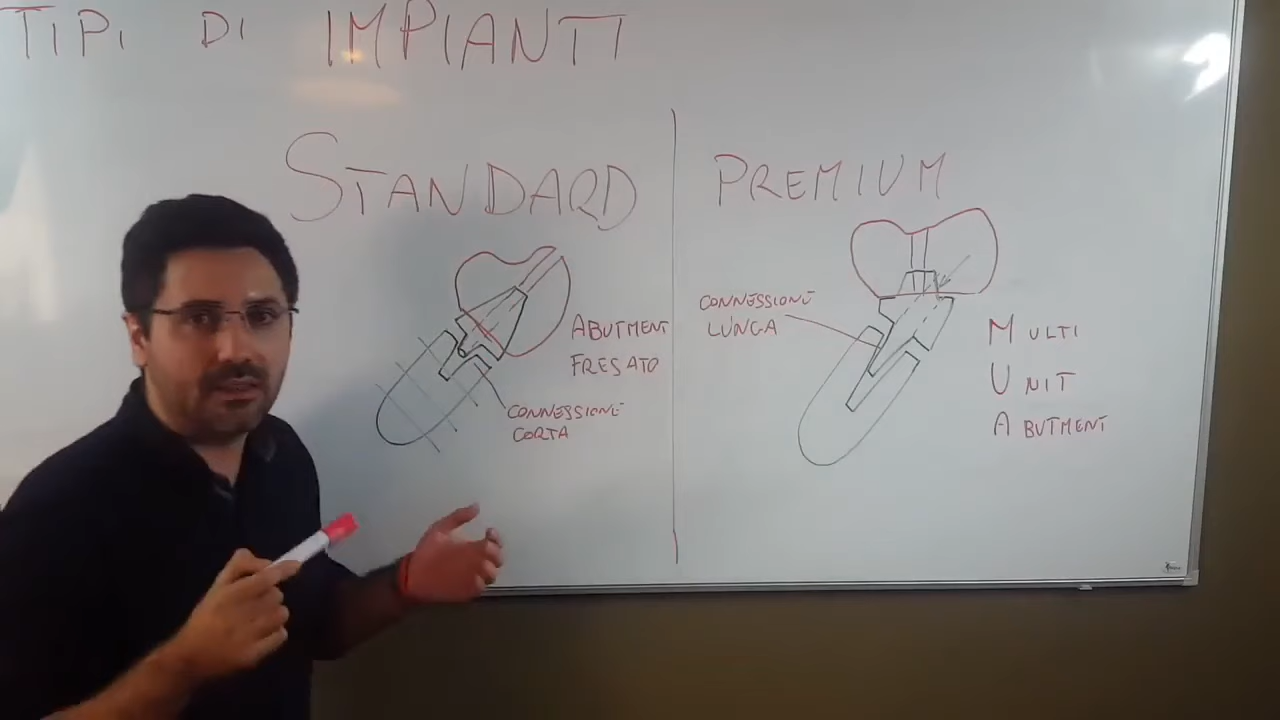 TIPI DI IMPIANTI
STANDARD
ABUTMENT
FRESATO
CONNESSIONE
CORTA
PREMIUM
CONNESSIONE
LUNGA
MULTI
UNIT
ABUTMENT